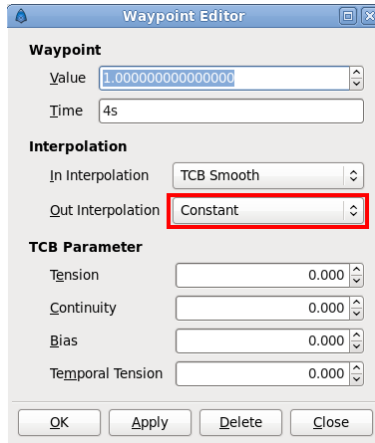 Waypoint Editor
Waypoint
Value 1.000000000000000
Time 4s
Interpolation
In Interpolation TCB Smooth
Out Interpolation Constant
TCB Parameter
Tension 0.000
Continuity 0.000
Bias 0.000
Temporal Tension 0.000
OK Apply Delete Close